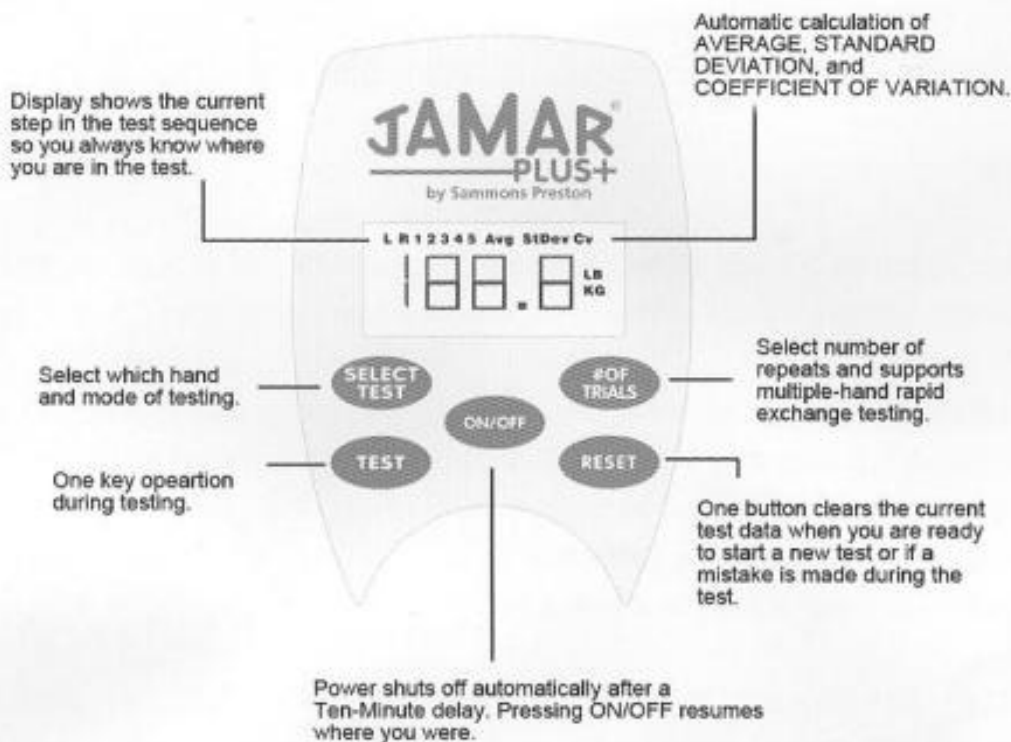 Automatic calculation of
AVERAGE, STANDARD
DEVIATION, and
COEFFICIENT OF VARIATION.
Display shows the current
step in the test sequence
so you always know where
you are in the test.
JAMAR®
PLUS+
by Sammons Preston
L R 1 2 3 4 5 Avg StDev Cv
188.8
LB
KG
Select which hand
and mode of testing.
SELECT
TEST
#OF
TRIALS
Select number of
repeats and supports
multiple-hand rapid
exchange testing.
ON/OFF
One key opeartion
during testing.
TEST
RESET
One button clears the current
test data when you are ready
to start a new test or if a
mistake is made during the
test.
Power shuts off automatically after a
Ten-Minute delay. Pressing ON/OFF resumes
where you were.